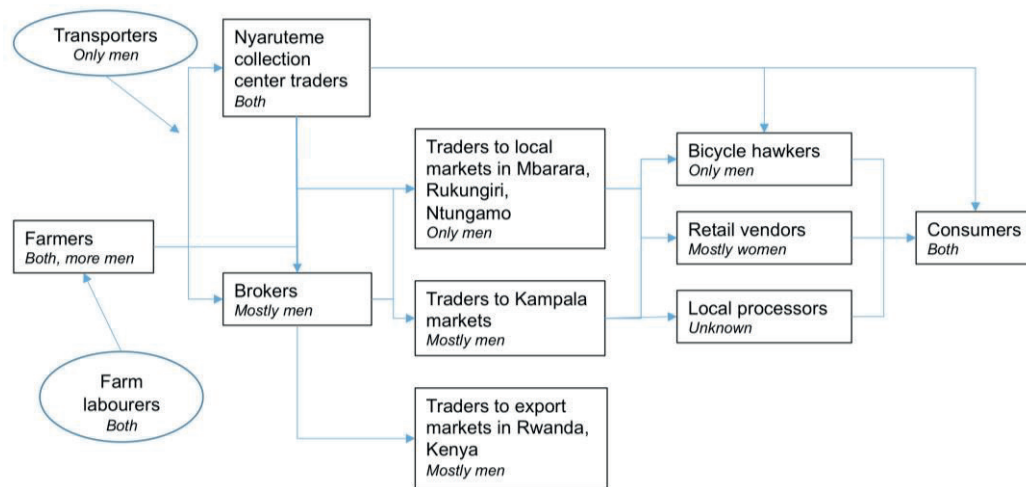 Transporters
Only men
Nyaruteme
collection
center traders
Both
Traders to local
markets in Mbarara,
Rukungiri,
Ntungamo
Only men
Bicycle hawkers
Only men
Farmers
Both, more men
Retail vendors
Mostly women
Consumers
Both
Brokers
Mostly men
Traders to Kampala
markets
Mostly men
Local processors
Unknown
Farm
labourers
Both
Traders to export
markets in Rwanda,
Kenya
Mostly men